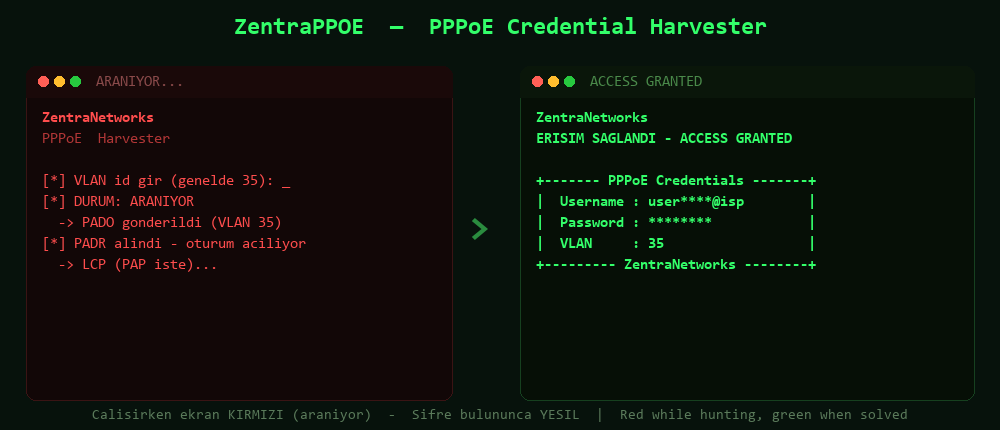 ZentraPPOE — PPPoE Credential Harvester
ARANIYOR...
ZentraNetworks
PPPoE Harvester
[*] VLAN id gir (genelde 35): _
[*] DURUM: ARANIYOR
-> PADO gonderildi (VLAN 35)
[*] PADR alindi - oturum aciliyor
-> LCP (PAP iste)...
>
ACCESS GRANTED
ZentraNetworks
ERISIM SAGLANDI - ACCESS GRANTED
+------- PPPoE Credentials -------+
| Username : user****@isp |
| Password : ******** |
| VLAN : 35 |
+--------- ZentraNetworks --------+
Calisirken ekran KIRMIZI (araniyor) - Sifre bulununca YESIL | Red while hunting, green when solved